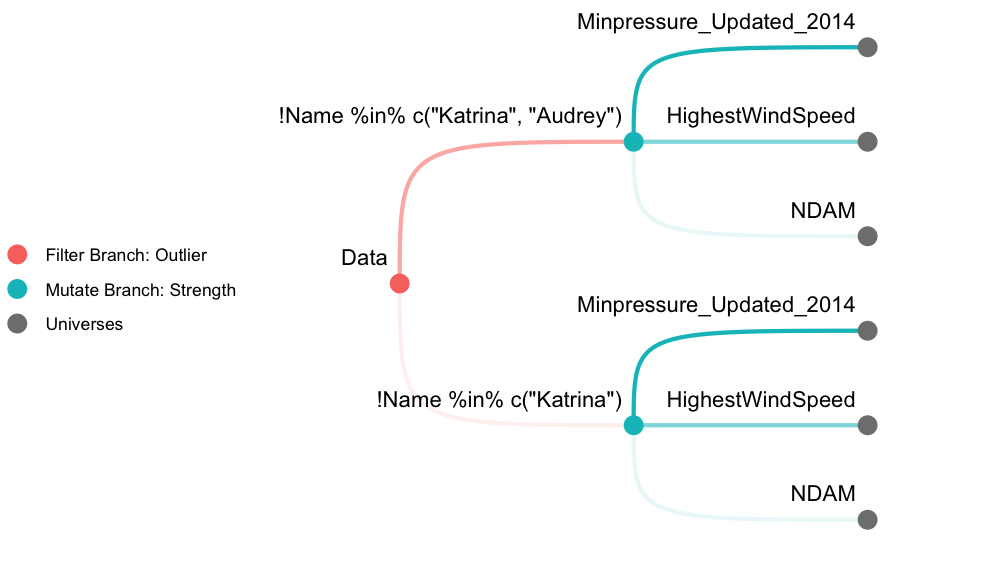 Minpressure_Updated_2014
!Name %in% c("Katrina", "Audrey")
HighestWindSpeed
NDAM
Data
Filter Branch: Outlier
Mutate Branch: Strength
Universes
Minpressure_Updated_2014
!Name %in% c("Katrina")
HighestWindSpeed
NDAM